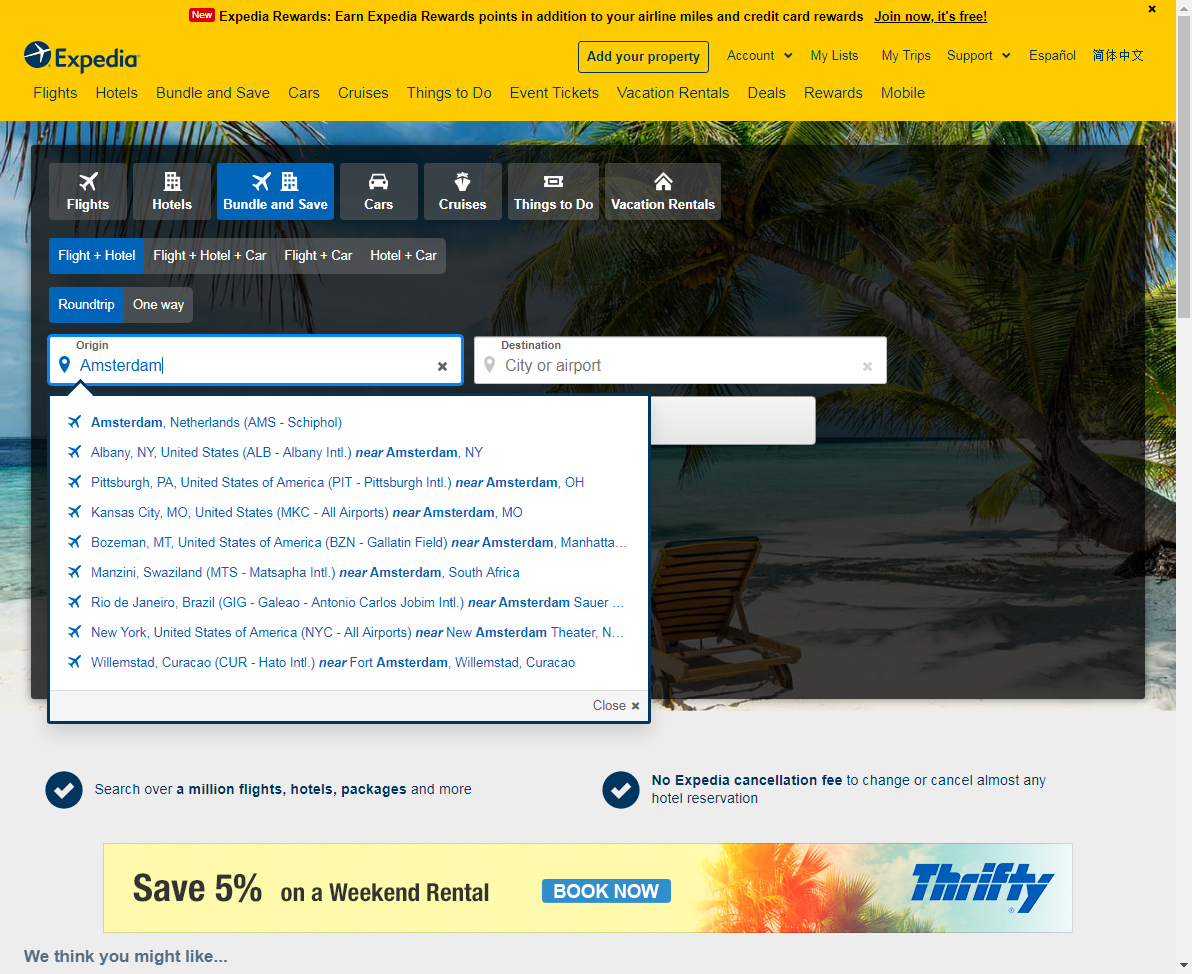 New Expedia Rewards: Earn Expedia Rewards points in addition to your airline miles and credit card rewards Join now, it's free!
Expedia
Add your property Account My Lists My Trips Support Español 简体中文
Flights Hotels Bundle and Save Cars Cruises Things to Do Event Tickets Vacation Rentals Deals Rewards Mobile
Flights Hotels Bundle and Save Cars Cruises Things to Do Vacation Rentals
Flight + Hotel Flight + Hotel + Car Flight + Car Hotel + Car
Roundtrip One way
Origin Destination
Amsterdam City or airport
Amsterdam, Netherlands (AMS - Schiphol)
Albany, NY, United States (ALB - Albany Intl.) near Amsterdam, NY
Pittsburgh, PA, United States of America (PIT - Pittsburgh Intl.) near Amsterdam, OH
Kansas City, MO, United States (MKC - All Airports) near Amsterdam, MO
Bozeman, MT, United States of America (BZN - Gallatin Field) near Amsterdam, Manhatta...
Manzini, Swaziland (MTS - Matsapha Intl.) near Amsterdam, South Africa
Rio de Janeiro, Brazil (GIG - Galeao - Antonio Carlos Jobim Intl.) near Amsterdam Sauer ...
New York, United States of America (NYC - All Airports) near New Amsterdam Theater, N...
Willemstad, Curacao (CUR - Hato Intl.) near Fort Amsterdam, Willemstad, Curacao
Close
Search over a million flights, hotels, packages and more
No Expedia cancellation fee to change or cancel almost any
hotel reservation
Save 5% on a Weekend Rental BOOK NOW Thrifty
We think you might like...